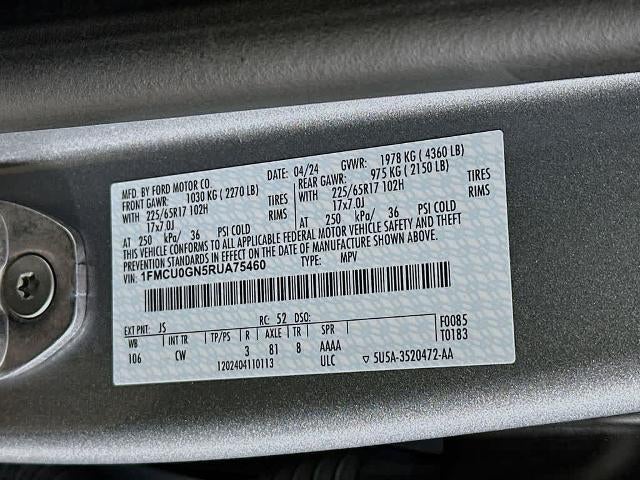 MFD. BY FORD MOTOR CO.
DATE: 04/24 GVWR: 1978 KG ( 4360 LB)
FRONT GAWR: 1030 KG ( 2270 LB) REAR GAWR: 975 KG ( 2150 LB)
WITH 225/65R17 102H TIRES WITH 225/65R17 102H TIRES
17x7.0J RIMS 17x7.0J RIMS
AT 250 kPa/ 36 PSI COLD AT 250 kPa/ 36 PSI COLD
THIS VEHICLE CONFORMS TO ALL APPLICABLE FEDERAL MOTOR VEHICLE SAFETY AND THEFT
PREVENTION STANDARDS IN EFFECT ON THE DATE OF MANUFACTURE SHOWN ABOVE.
VIN: 1FMCU0GN5RUA75460
TYPE: MPV
EXT PNT: JS RC: 52 DSO: F0085
WB INT TR TP/PS R AXLE TR SPR T0183
106 CW 3 81 8 AAAA
1202404110113 ULC ▽ 5U5A-3520472-AA